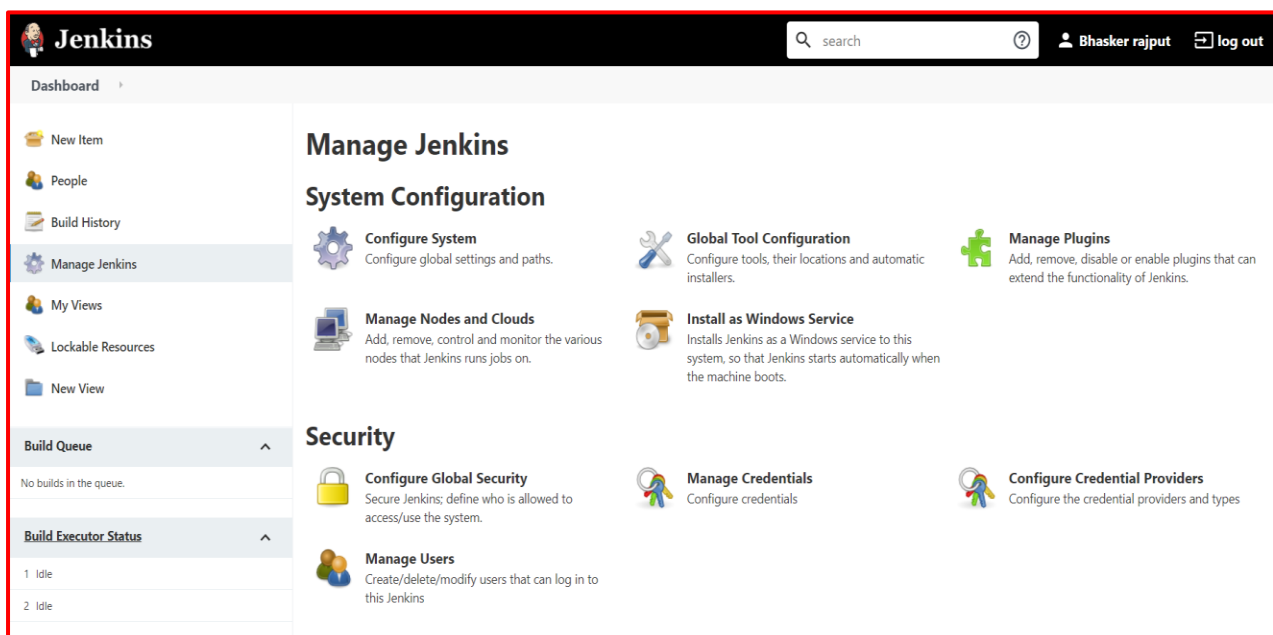 Jenkins
search
Bhasker rajput
log out
Dashboard
New Item
People
Build History
Manage Jenkins
My Views
Lockable Resources
New View
Build Queue
No builds in the queue.
Build Executor Status
1 Idle
2 Idle
Manage Jenkins
System Configuration
Configure System
Configure global settings and paths.
Global Tool Configuration
Configure tools, their locations and automatic
installers.
Manage Plugins
Add, remove, disable or enable plugins that can
extend the functionality of Jenkins.
Manage Nodes and Clouds
Add, remove, control and monitor the various
nodes that Jenkins runs jobs on.
Install as Windows Service
Installs Jenkins as a Windows service to this
system, so that Jenkins starts automatically when
the machine boots.
Security
Configure Global Security
Secure Jenkins; define who is allowed to
access/use the system.
Manage Credentials
Configure credentials
Configure Credential Providers
Configure the credential providers and types
Manage Users
Create/delete/modify users that can log in to
this Jenkins